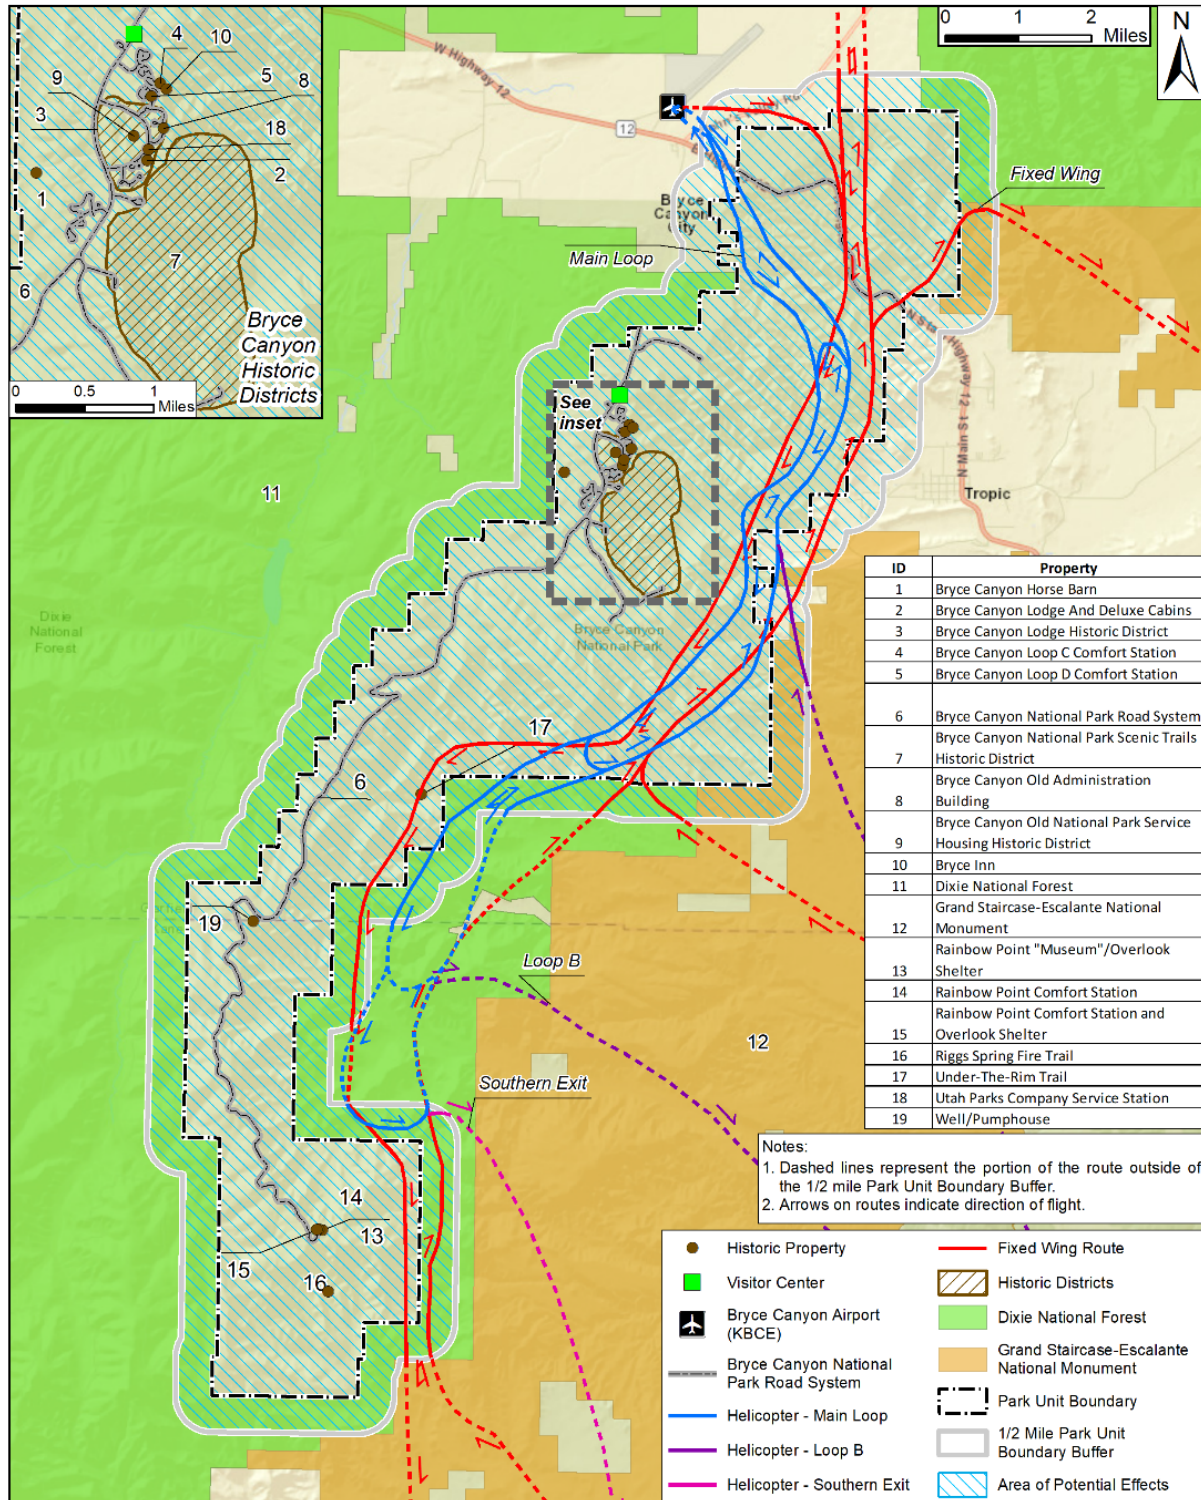 4
10
9
5
8
3
18
2
1
7
6
Bryce
Canyon
Historic
Districts
0 0.5 1
Miles
0 1 2
Miles
N
W Highway 12
12
Bryce
Canyon
City
Main Loop
Fixed Wing
See
inset
11
N Main St
Tropic
Dixie
National
Forest
Bryce Canyon
National Park
17
6
19
Loop B
12
Southern Exit
14
13
15
16
ID Property
1 Bryce Canyon Horse Barn
2 Bryce Canyon Lodge And Deluxe Cabins
3 Bryce Canyon Lodge Historic District
4 Bryce Canyon Loop C Comfort Station
5 Bryce Canyon Loop D Comfort Station
6 Bryce Canyon National Park Road System
Bryce Canyon National Park Scenic Trails
7 Historic District
Bryce Canyon Old Administration
8 Building
Bryce Canyon Old National Park Service
9 Housing Historic District
10 Bryce Inn
11 Dixie National Forest
Grand Staircase-Escalante National
12 Monument
Rainbow Point "Museum"/Overlook
13 Shelter
14 Rainbow Point Comfort Station
Rainbow Point Comfort Station and
15 Overlook Shelter
16 Riggs Spring Fire Trail
17 Under-The-Rim Trail
18 Utah Parks Company Service Station
19 Well/Pumphouse
Notes:
1. Dashed lines represent the portion of the route outside of
the 1/2 mile Park Unit Boundary Buffer.
2. Arrows on routes indicate direction of flight.
Historic Property
Visitor Center
Bryce Canyon Airport
(KBCE)
Bryce Canyon National
Park Road System
Helicopter - Main Loop
Helicopter - Loop B
Helicopter - Southern Exit
Fixed Wing Route
Historic Districts
Dixie National Forest
Grand Staircase-Escalante
National Monument
Park Unit Boundary
1/2 Mile Park Unit
Boundary Buffer
Area of Potential Effects